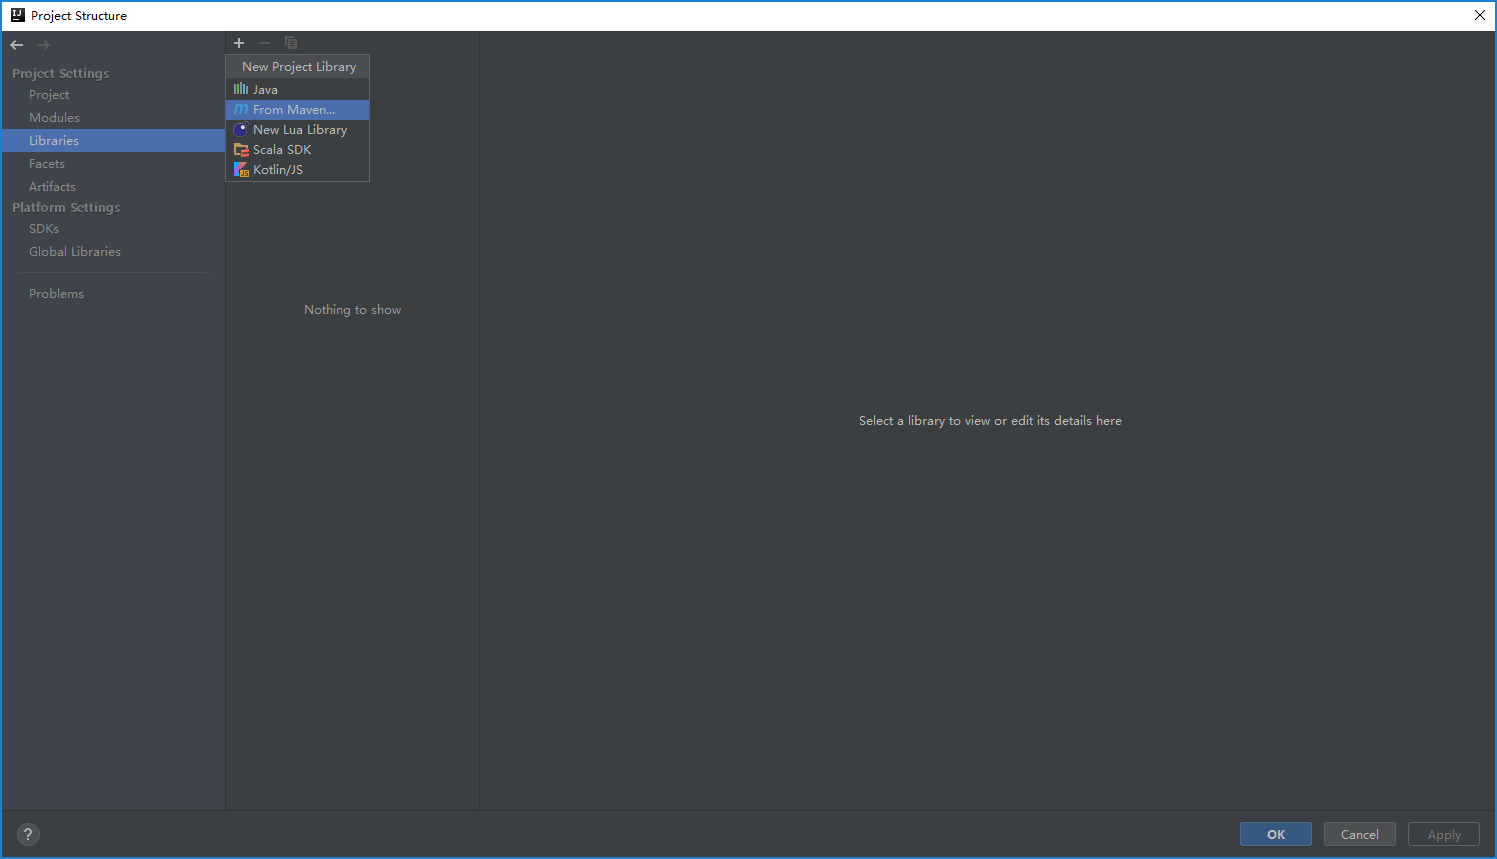 Project Structure
Project Settings
Project
Modules
Libraries
Facets
Artifacts
Platform Settings
SDKs
Global Libraries
Problems
New Project Library
Java
From Maven...
New Lua Library
Scala SDK
Kotlin/JS
Nothing to show
Select a library to view or edit its details here
?
OK
Cancel
Apply